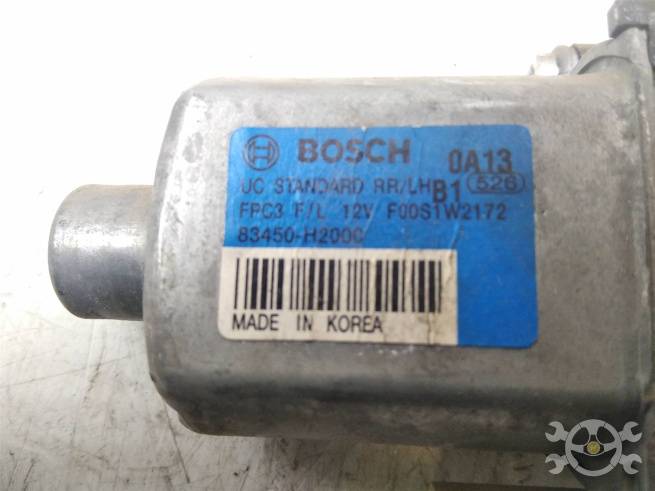 BOSCH 0A13
UC STANDARD RR/LH B1 526
FPC3 F/L 12V F00S1W2172
83450-H2000
MADE IN KOREA